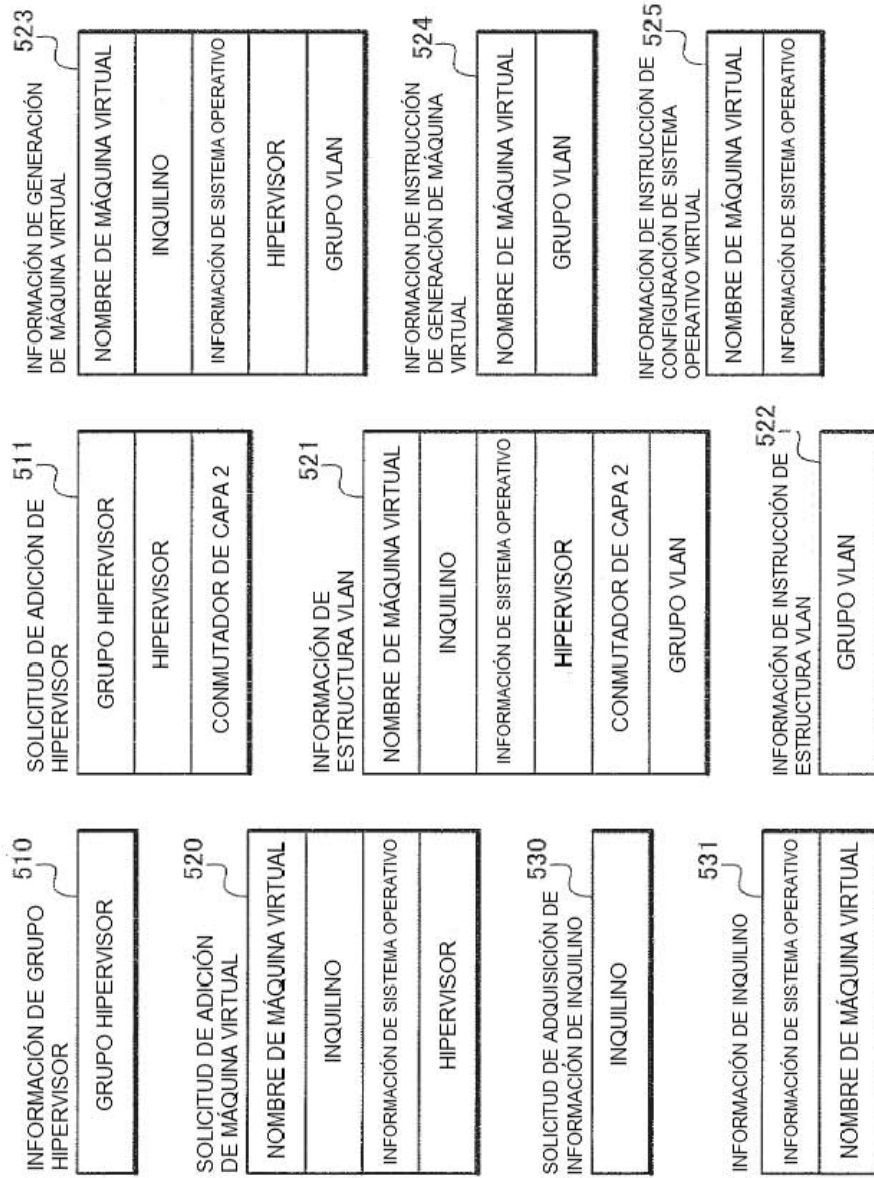 510
INFORMACIÓN DE GRUPO
HIPERVISOR
GRUPO HIPERVISOR
520
SOLICITUD DE ADICIÓN
DE MÁQUINA VIRTUAL
NOMBRE DE MÁQUINA VIRTUAL
INQUILINO
INFORMACIÓN DE SISTEMA OPERATIVO
HIPERVISOR
530
SOLICITUD DE ADQUISICIÓN DE
INFORMACIÓN DE INQUILINO
INQUILINO
531
INFORMACIÓN DE INQUILINO
INFORMACIÓN DE SISTEMA OPERATIVO
NOMBRE DE MÁQUINA VIRTUAL
511
SOLICITUD DE ADICIÓN DE
HIPERVISOR
GRUPO HIPERVISOR
HIPERVISOR
CONMUTADOR DE CAPA 2
521
INFORMACIÓN DE
ESTRUCTURA VLAN
NOMBRE DE MÁQUINA VIRTUAL
INQUILINO
INFORMACIÓN DE SISTEMA OPERATIVO
HIPERVISOR
CONMUTADOR DE CAPA 2
GRUPO VLAN
522
INFORMACIÓN DE INSTRUCCIÓN DE
ESTRUCTURA VLAN
GRUPO VLAN
523
INFORMACIÓN DE GENERACIÓN
DE MÁQUINA VIRTUAL
NOMBRE DE MÁQUINA VIRTUAL
INQUILINO
INFORMACIÓN DE SISTEMA OPERATIVO
HIPERVISOR
GRUPO VLAN
524
INFORMACIÓN DE INSTRUCCIÓN
DE GENERACIÓN DE MÁQUINA
VIRTUAL
NOMBRE DE MÁQUINA VIRTUAL
GRUPO VLAN
525
INFORMACIÓN DE INSTRUCCIÓN DE
CONFIGURACIÓN DE SISTEMA
OPERATIVO VIRTUAL
NOMBRE DE MÁQUINA VIRTUAL
INFORMACIÓN DE SISTEMA OPERATIVO